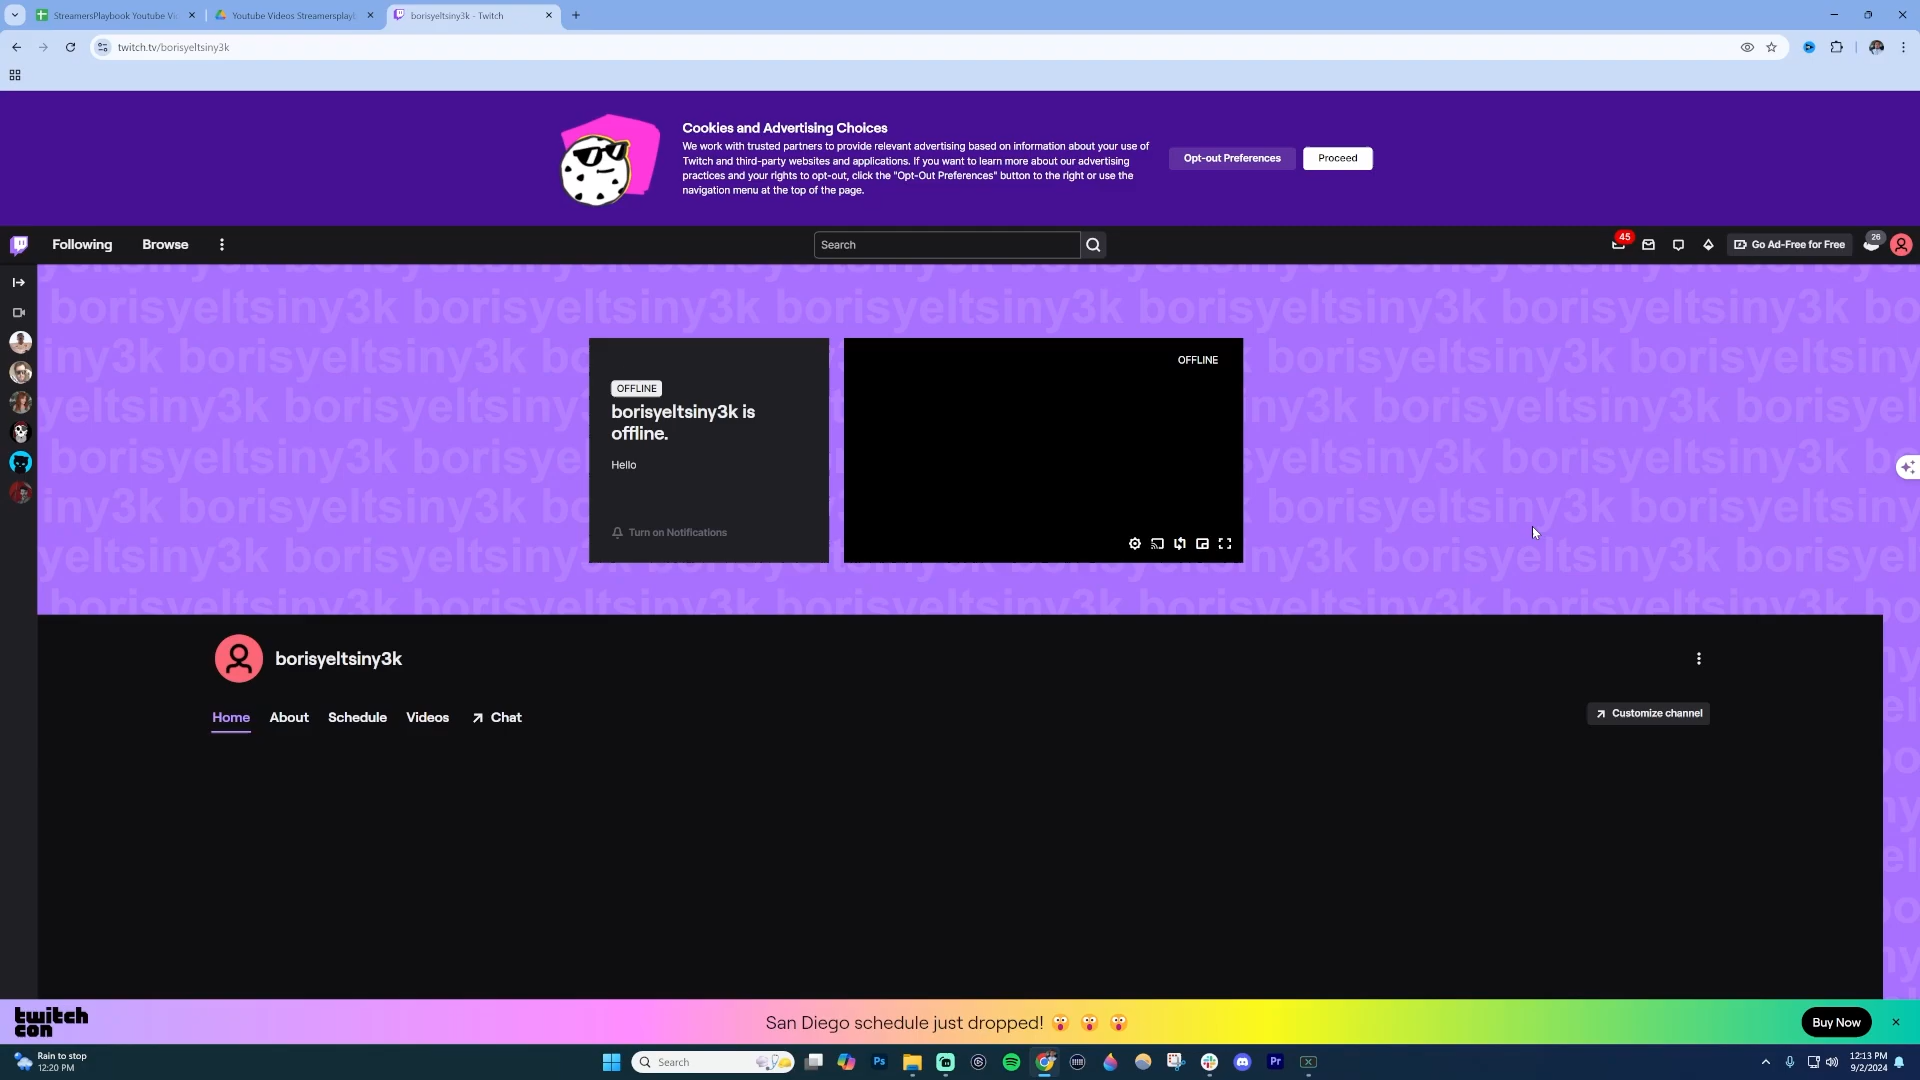 StreamersPlaybook Youtube Vi
Youtube Videos Streamersplayb
borisyeltsiny3k - Twitch
twitch.tv/borisyeltsiny3k
Cookies and Advertising Choices
We work with trusted partners to provide relevant advertising based on information about your use of
Twitch and third-party websites and applications. If you want to learn more about our advertising
practices and your rights to opt-out, click the "Opt-Out Preferences" button to the right or use the
navigation menu at the top of the page.
Opt-out Preferences
Proceed
Following
Browse
Search
45
Go Ad-Free for Free
26
borisyeltsiny3k borisyeltsiny3k borisyeltsiny3k borisyeltsiny3k
OFFLINE
borisyeltsiny3k is
offline.
Hello
Turn on Notifications
OFFLINE
borisyeltsiny3k
Home
About
Schedule
Videos
Chat
Customize channel
twitch
con
San Diego schedule just dropped!
Buy Now
Rain to stop
12:20 PM
Search
Ps
Pr
12:13 PM
9/2/2024